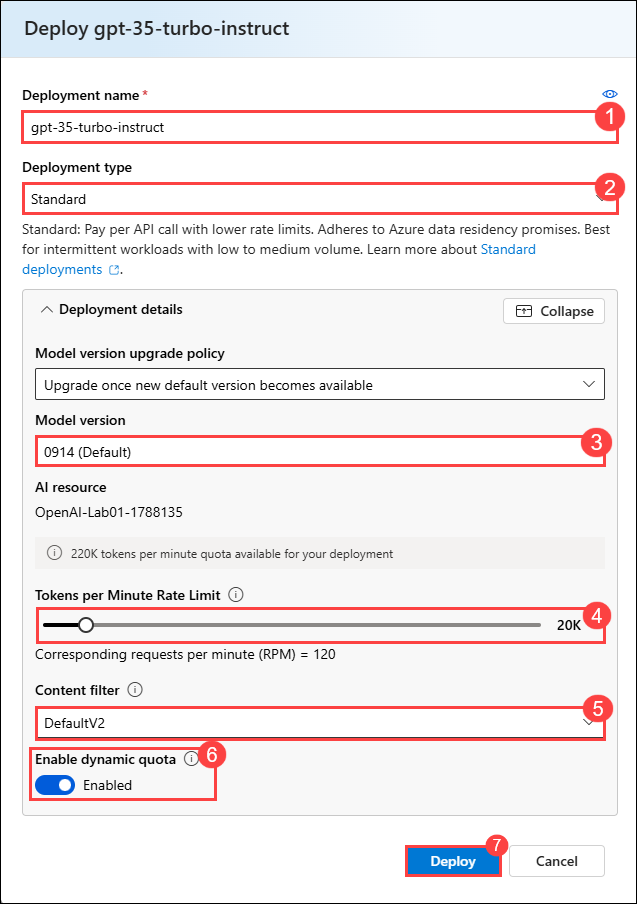 Deploy gpt-35-turbo-instruct
Deployment name *
1
gpt-35-turbo-instruct
Deployment type
2
Standard
Standard: Pay per API call with lower rate limits. Adheres to Azure data residency promises. Best
for intermittent workloads with low to medium volume. Learn more about Standard
deployments.
Deployment details
Collapse
Model version upgrade policy
Upgrade once new default version becomes available
Model version
3
0914 (Default)
AI resource
OpenAI-Lab01-1788135
220K tokens per minute quota available for your deployment
Tokens per Minute Rate Limit
4
20K
Corresponding requests per minute (RPM) = 120
Content filter
5
DefaultV2
Enable dynamic quota
6
Enabled
7
Deploy
Cancel